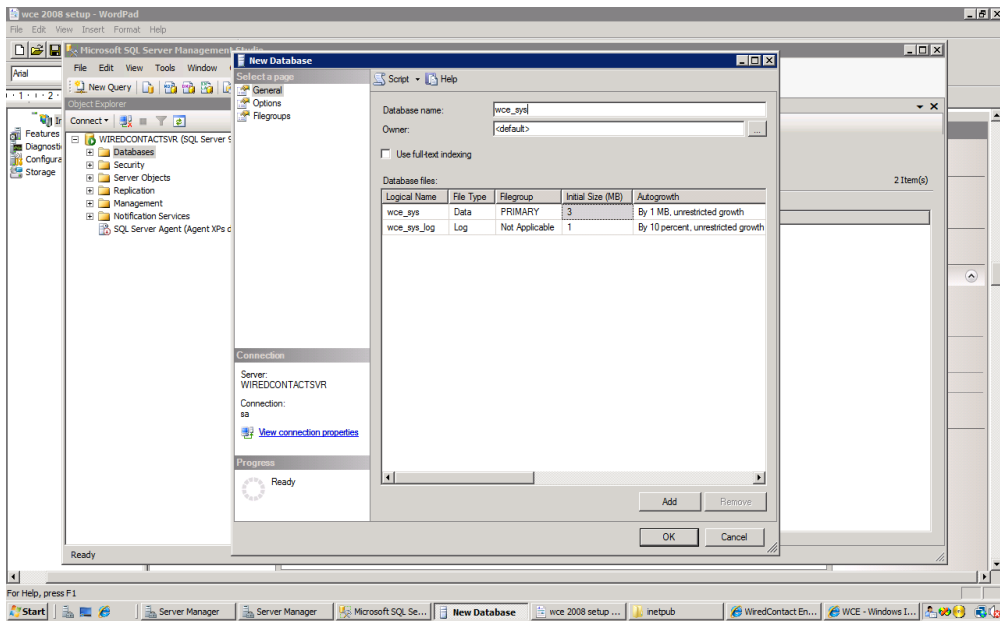 wce 2008 setup - WordPad
File Edit View Insert Format Help
Microsoft SQL Server Management Studio
File Edit View Tools Window
New Query
Arial
Object Explorer
Connect
WIREDCONTACTSVR (SQL Server 9
Databases
Security
Server Objects
Replication
Management
Notification Services
SQL Server Agent (Agent XPs d
Features
Diagnosti
Configura
Storage
New Database
Select a page
General
Options
Filegroups
Script Help
Database name: wce_sys
Owner: <default> ...
Use full-text indexing
Database files:
Logical Name File Type Filegroup Initial Size (MB) Autogrowth
wce_sys Data PRIMARY 3 By 1 MB, unrestricted growth
wce_sys_log Log Not Applicable 1 By 10 percent, unrestricted growth
Connection
Server:
WIREDCONTACTSVR
Connection:
sa
View connection properties
Progress
Ready
Add Remove
OK Cancel
2 Item(s)
Ready
For Help, press F1
Start Server Manager Server Manager Microsoft SQL Se... New Database wce 2008 setup ... inetpub WiredContact En... WCE - Windows I...